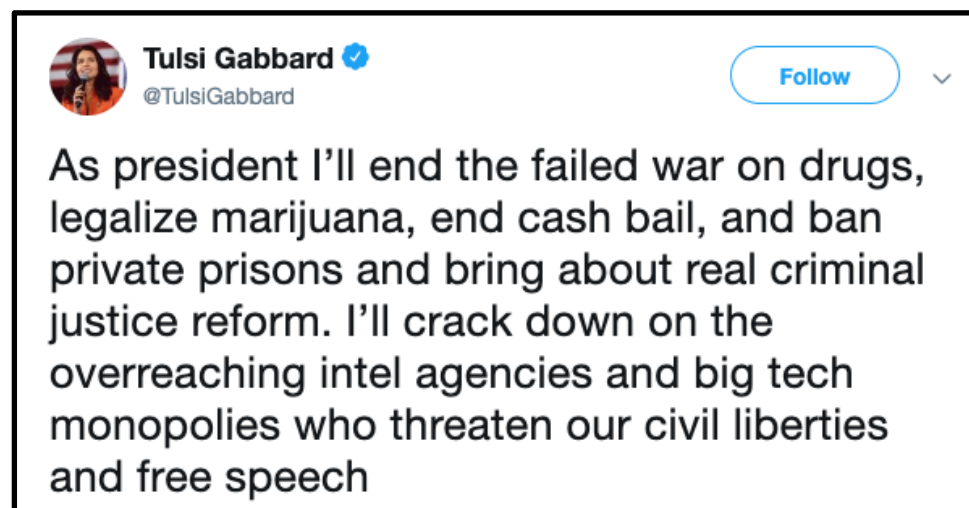 Tulsi Gabbard
@TulsiGabbard
Follow
As president I’ll end the failed war on drugs,
legalize marijuana, end cash bail, and ban
private prisons and bring about real criminal
justice reform. I’ll crack down on the
overreaching intel agencies and big tech
monopolies who threaten our civil liberties
and free speech